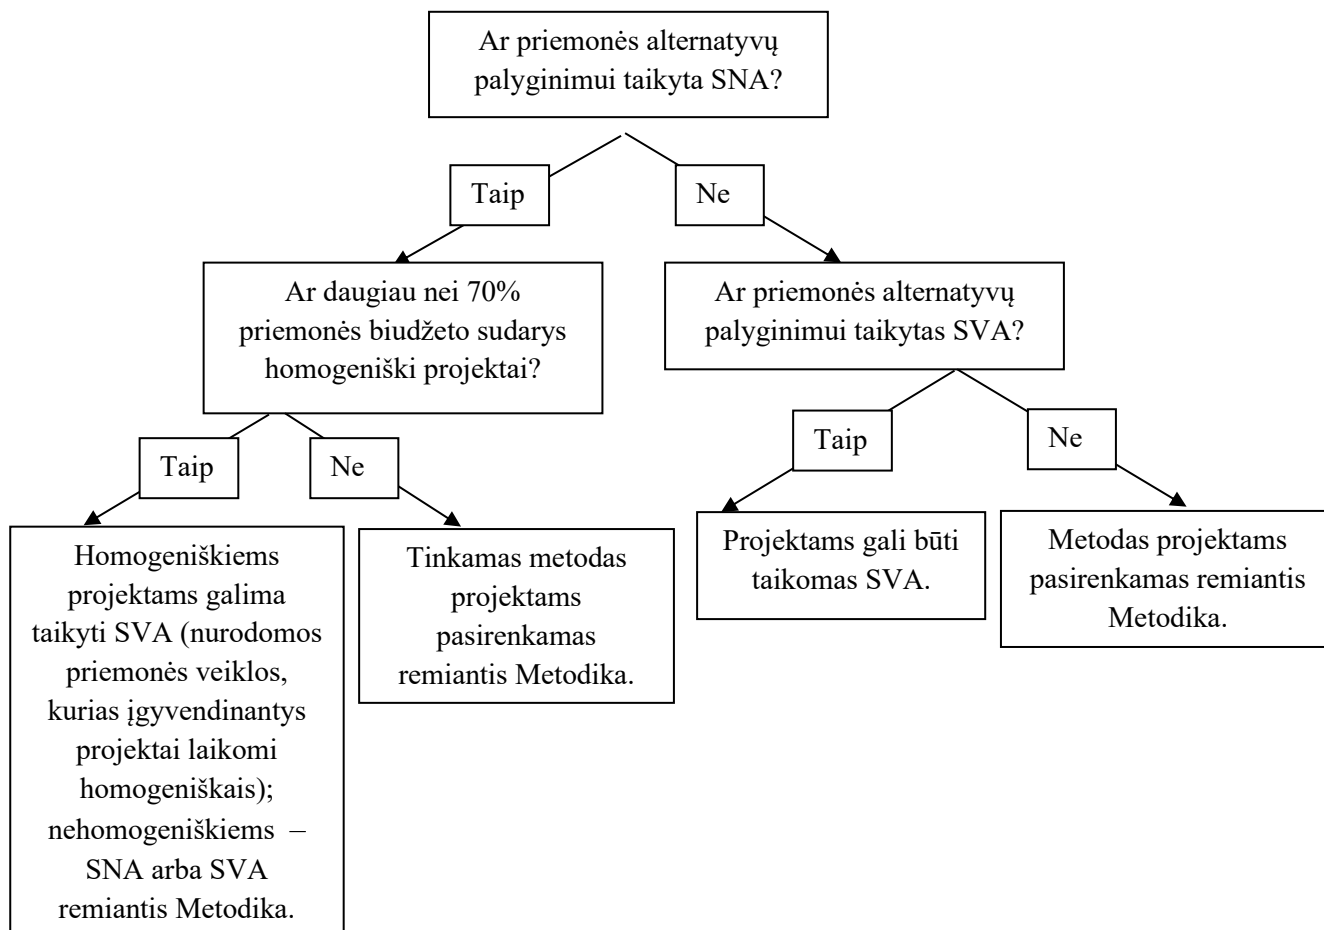 Ar priemonės alternatyvų
palyginimui taikyta SNA?
Taip
Ne
Ar daugiau nei 70%
priemonės biudžeto sudarys
homogeniški projektai?
Ar priemonės alternatyvų
palyginimui taikytas SVA?
Taip
Ne
Taip
Ne
Homogeniškiems
projektams galima
taikyti SVA (nurodomos
priemonės veiklos,
kurias įgyvendinantys
projektai laikomi
homogeniškais);
nehomogeniškiems –
SNA arba SVA
remiantis Metodika.
Tinkamas metodas
projektams
pasirenkamas
remiantis Metodika.
Projektams gali būti
taikomas SVA.
Metodas projektams
pasirenkamas remiantis
Metodika.